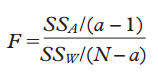 F = SS_A/(a − 1) / SS_W/(N − a)